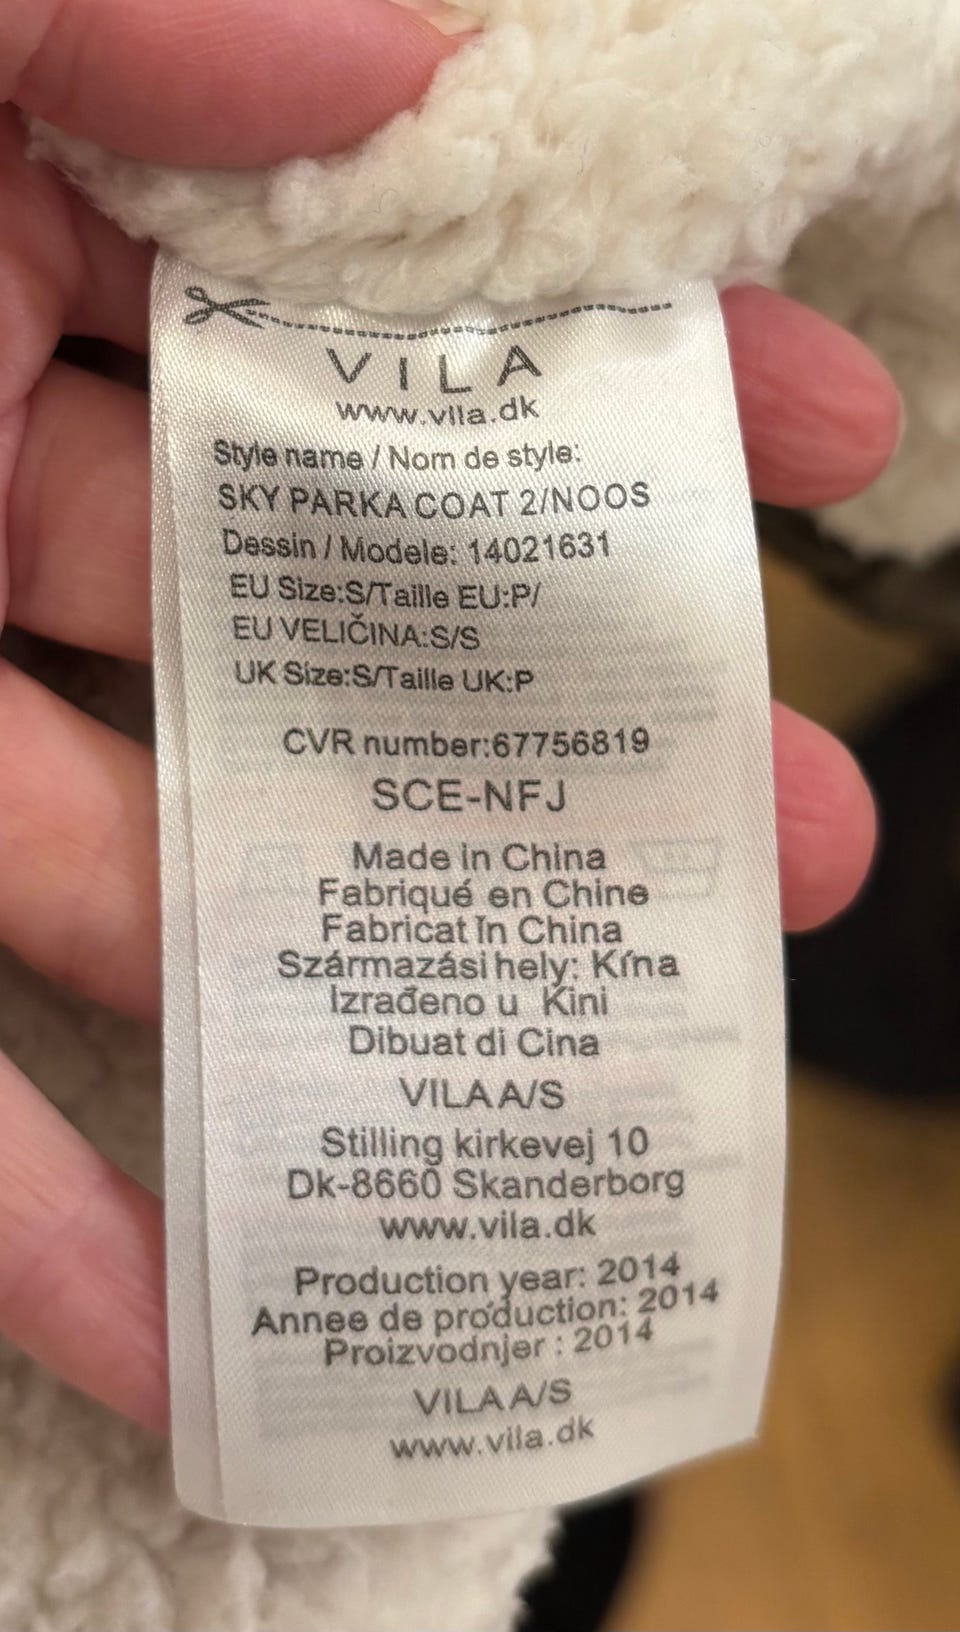 VILA
www.vila.dk
Style name / Nom de style:
SKY PARKA COAT 2/NOOS
Dessin / Modele: 14021631
EU Size:S/Taille EU:P/
EU VELIČINA:S/S
UK Size:S/Taille UK:P
CVR number:67756819
SCE-NFJ
Made in China
Fabriqué en Chine
Fabricat În China
Származási hely: Kína
Izrađeno u Kini
Dibuat di Cina
VILA A/S
Stilling kirkevej 10
Dk-8660 Skanderborg
www.vila.dk
Production year: 2014
Annee de production: 2014
Proizvodnjer : 2014
VILA A/S
www.vila.dk